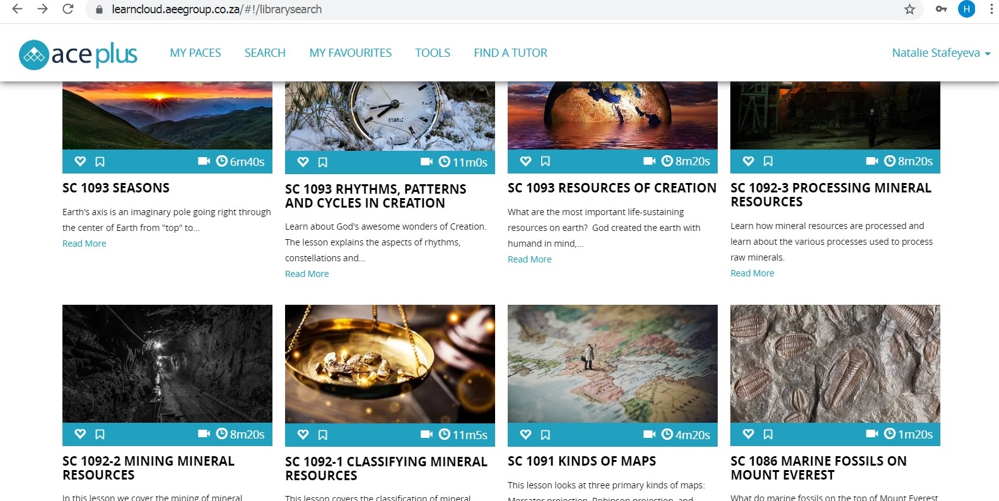 learncloud.aeegroup.co.za/#!/librarysearch
H
aceplus
MY PACES
SEARCH
MY FAVOURITES
TOOLS
FIND A TUTOR
Natalie Stafeyeva
QUARTZ
6m40s
11m0s
8m20s
8m20s
SC 1093 SEASONS
Earth's axis is an imaginary pole going right through
the center of Earth from "top" to...
Read More
SC 1093 RHYTHMS, PATTERNS
AND CYCLES IN CREATION
Learn about God's awesome wonders of Creation.
The lesson explains the aspects of rhythms,
constellations and...
Read More
SC 1093 RESOURCES OF CREATION
What are the most important life-sustaining
resources on earth?  God created the earth with
humand in mind,...
Read More
SC 1092-3 PROCESSING MINERAL
RESOURCES
Learn how mineral resources are processed and
learn about the various processes used to process
raw minerals.
Read More
8m20s
11m5s
4m20s
1m20s
SC 1092-2 MINING MINERAL
RESOURCES
In this lesson we cover the mining of mineral
SC 1092-1 CLASSIFYING MINERAL
RESOURCES
This lesson covers the classification of mineral
SC 1091 KINDS OF MAPS
This lesson looks at three primary kinds of maps:
Mercator projection, Robinson projection, and
SC 1086 MARINE FOSSILS ON
MOUNT EVEREST
What do marine fossils on the top of Mount Everest